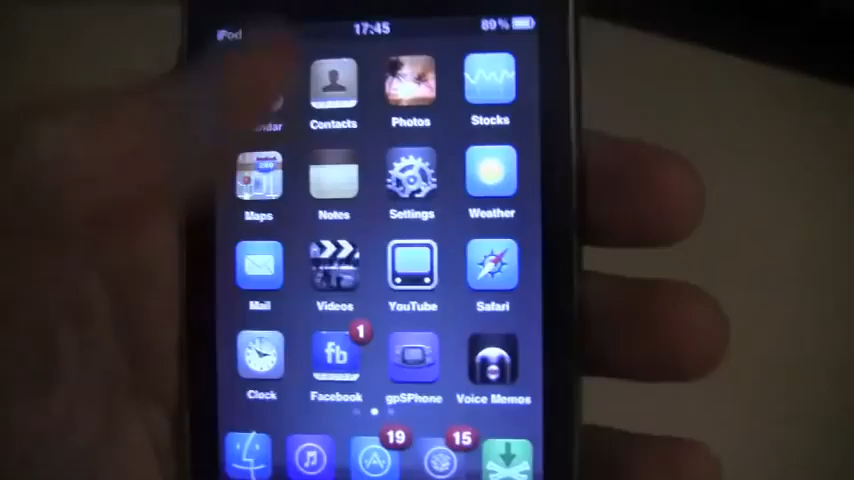 iPod 17:45 89%
Contacts Photos Stocks
Maps Notes Settings Weather
Mail Videos YouTube Safari
1
fb
Clock Facebook gpSPhone Voice Memos
19 15